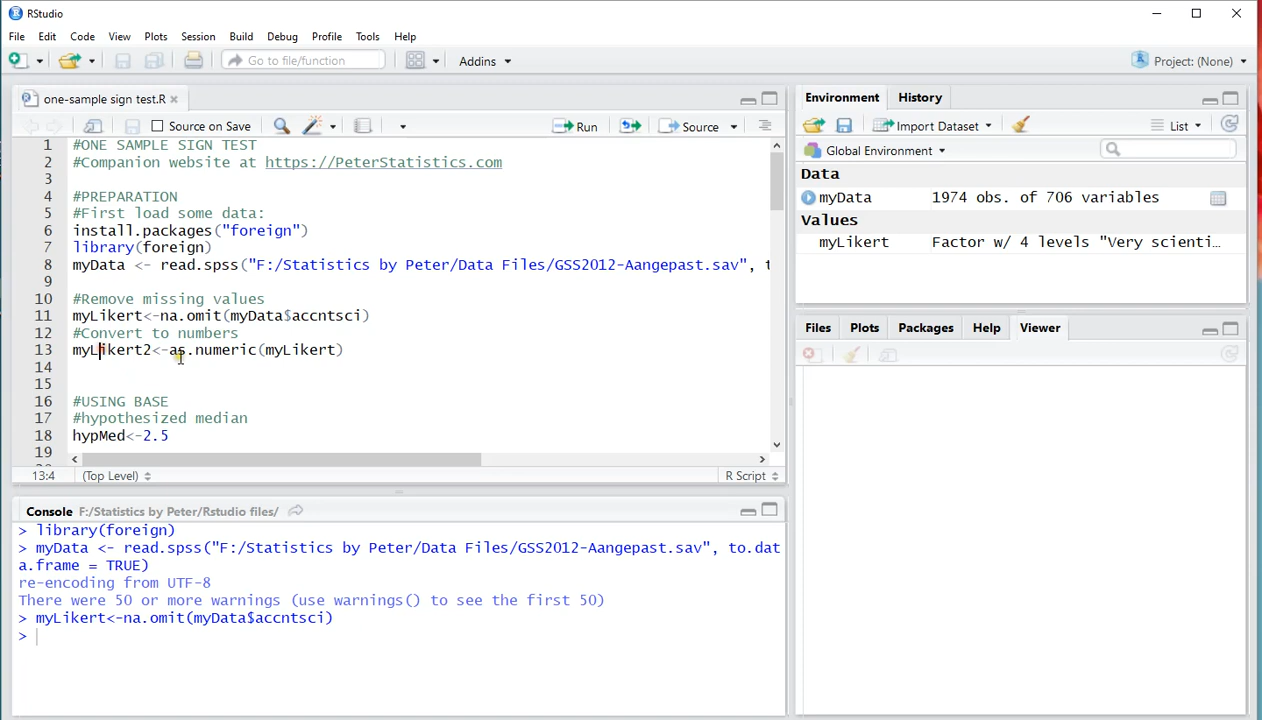 RStudio
File Edit Code View Plots Session Build Debug Profile Tools Help
Go to file/function Addins Project: (None)
one-sample sign test.R
Source on Save Run Source
1 #ONE SAMPLE SIGN TEST
2 #Companion website at https://PeterStatistics.com
3
4 #PREPARATION
5 #First load some data:
6 install.packages("foreign")
7 library(foreign)
8 myData <- read.spss("F:/Statistics by Peter/Data Files/GSS2012-Aangepast.sav", t
9
10 #Remove missing values
11 myLikert<-na.omit(myData$accntsci)
12 #Convert to numbers
13 myLikert2<-as.numeric(myLikert)
14
15
16 #USING BASE
17 #hypothesized median
18 hypMed<-2.5
19
13:4 (Top Level) R Script
Console F:/Statistics by Peter/Rstudio files/
> library(foreign)
> myData <- read.spss("F:/Statistics by Peter/Data Files/GSS2012-Aangepast.sav", to.dat
a.frame = TRUE)
re-encoding from UTF-8
There were 50 or more warnings (use warnings() to see the first 50)
> myLikert<-na.omit(myData$accntsci)
>
Environment History
Import Dataset List
Global Environment
Data
myData 1974 obs. of 706 variables
Values
myLikert Factor w/ 4 levels "Very scienti…
Files Plots Packages Help Viewer